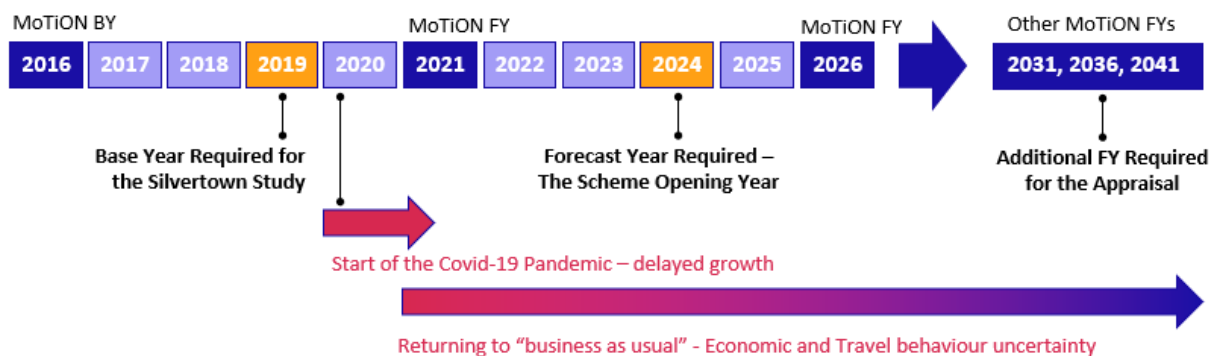 MoTiON BY
MoTiON FY
MoTiON FY
Other MoTiON FYs
2016 2017 2018 2019 2020 2021 2022 2023 2024 2025 2026
2031, 2036, 2041
Base Year Required for
the Silvertown Study
Forecast Year Required –
The Scheme Opening Year
Additional FY Required
for the Appraisal
Start of the Covid-19 Pandemic – delayed growth
Returning to “business as usual” - Economic and Travel behaviour uncertainty